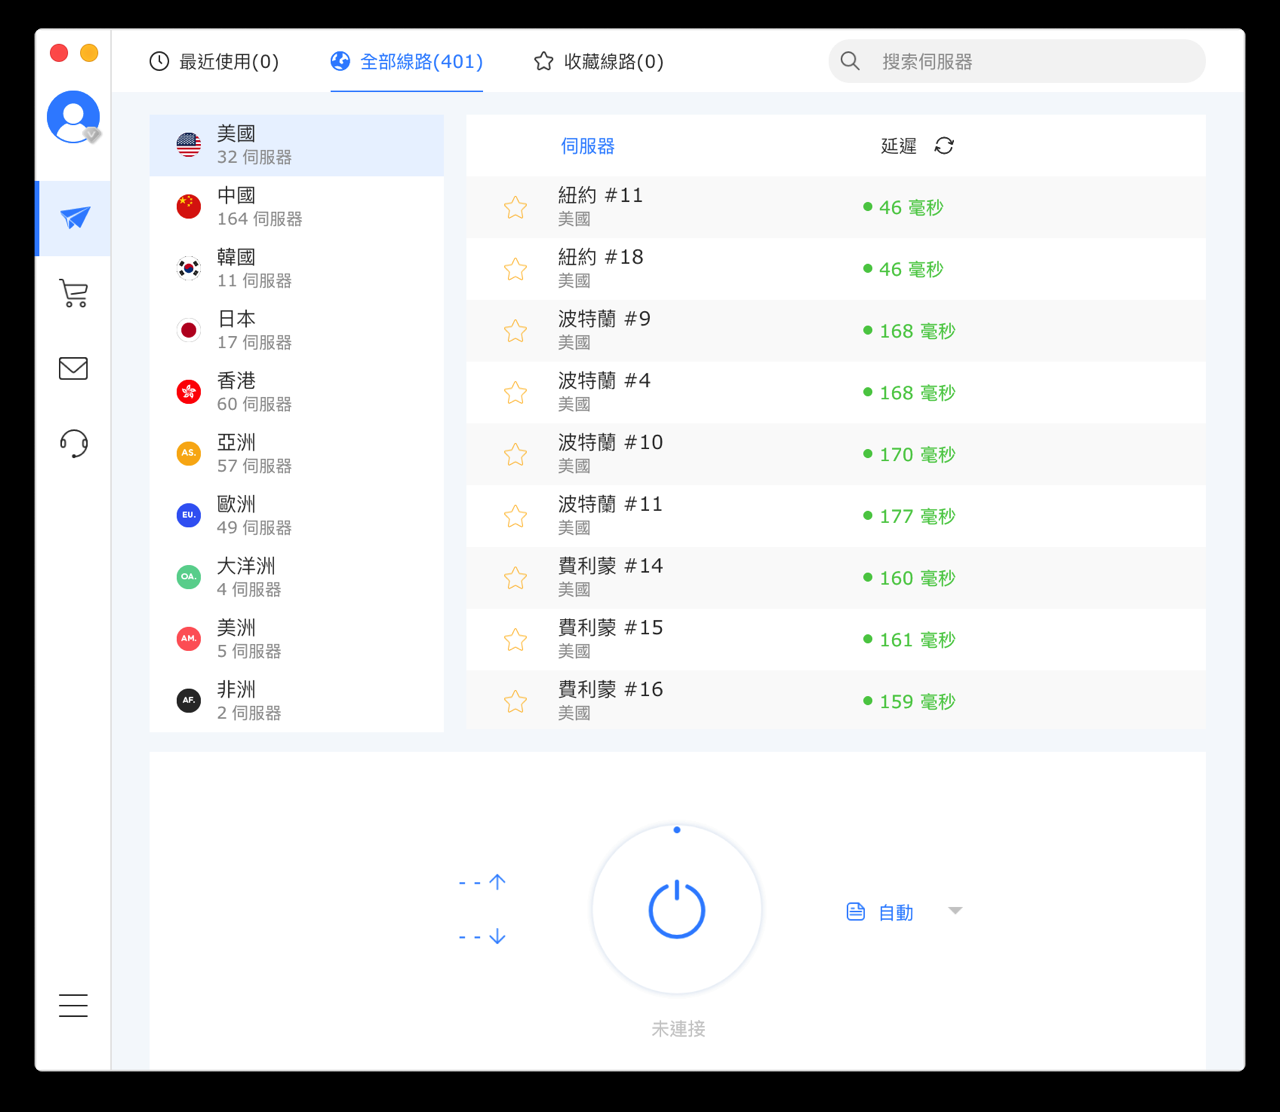 最近使用(0)
全部線路(401)
收藏線路(0)
搜索伺服器
美國
32 伺服器
中國
164 伺服器
韓國
11 伺服器
日本
17 伺服器
香港
60 伺服器
AS.
亞洲
57 伺服器
EU.
歐洲
49 伺服器
OA.
大洋洲
4 伺服器
AM.
美洲
5 伺服器
AF.
非洲
2 伺服器
伺服器
延遲
紐約 #11
美國
46 毫秒
紐約 #18
美國
46 毫秒
波特蘭 #9
美國
168 毫秒
波特蘭 #4
美國
168 毫秒
波特蘭 #10
美國
170 毫秒
波特蘭 #11
美國
177 毫秒
費利蒙 #14
美國
160 毫秒
費利蒙 #15
美國
161 毫秒
費利蒙 #16
美國
159 毫秒
- -
- -
自動
未連接